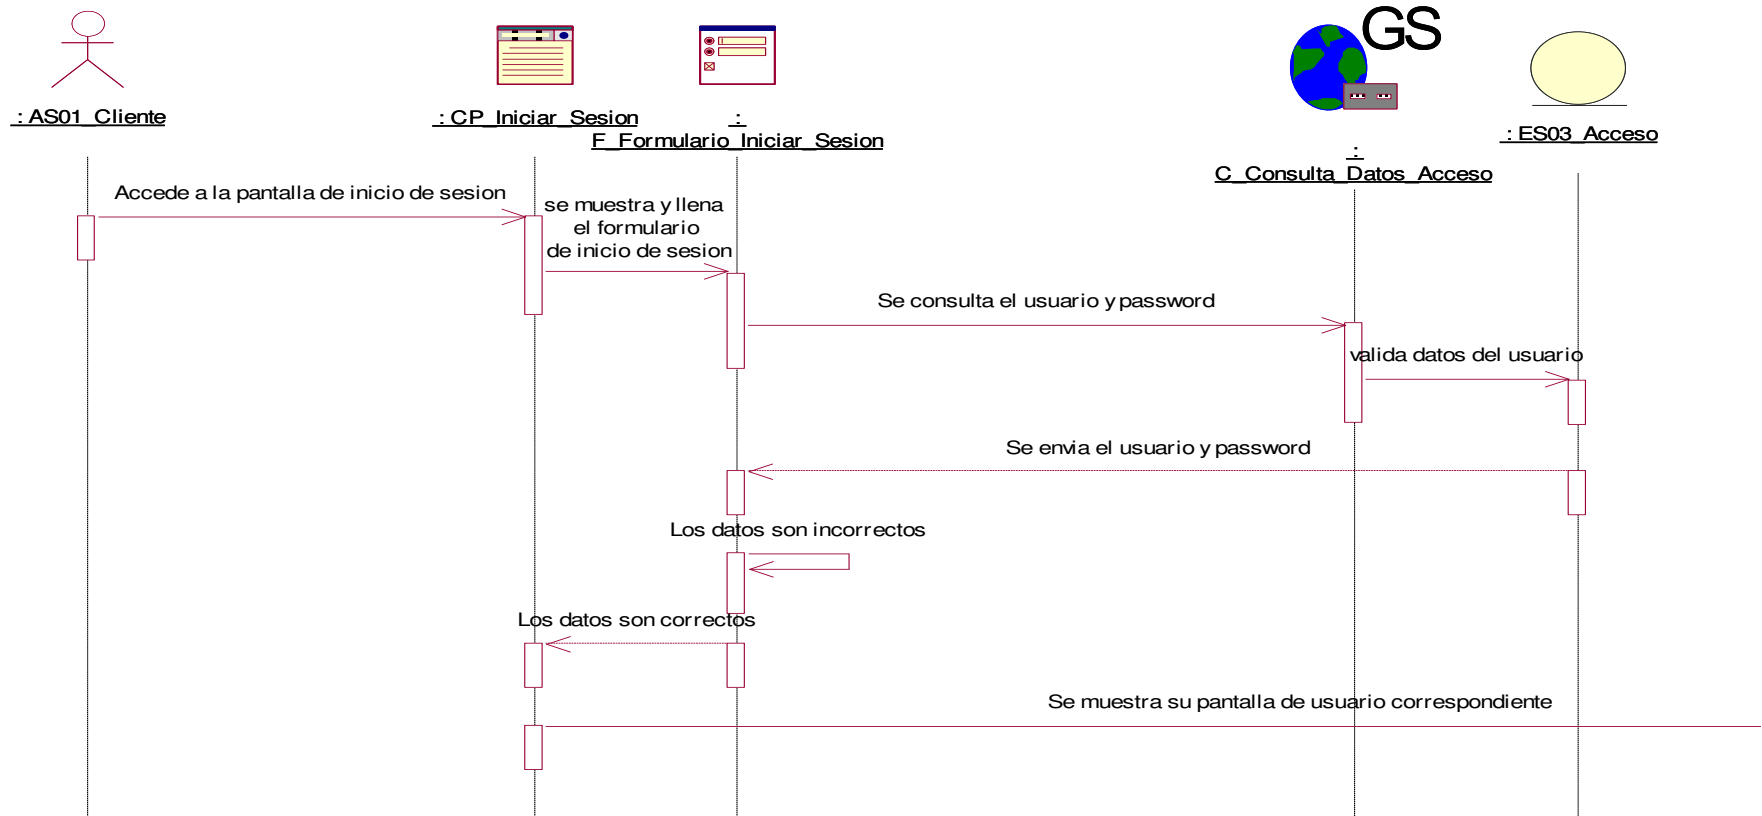 GS
: AS01_Cliente
: CP_Iniciar_Sesion
:
F_Formulario_Iniciar_Sesion
:
C_Consulta_Datos_Acceso
: ES03_Acceso
Accede a la pantalla de inicio de sesion
se muestra y llena
el formulario
de inicio de sesion
Se consulta el usuario y password
valida datos del usuario
Se envia el usuario y password
Los datos son incorrectos
Los datos son correctos
Se muestra su pantalla de usuario correspondiente